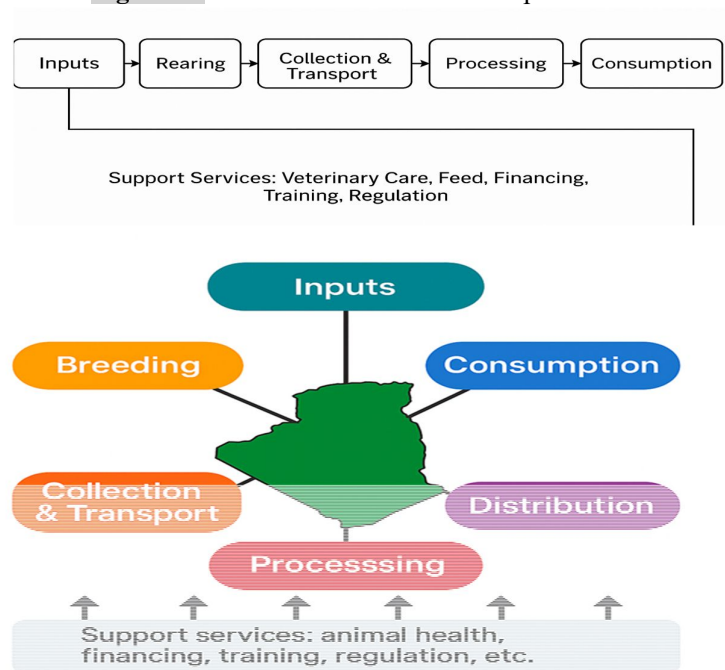 Inputs
Rearing
Collection &
Transport
Processing
Consumption
Support Services: Veterinary Care, Feed, Financing,
Training, Regulation
Inputs
Breeding
Consumption
Collection
& Transport
Distribution
Processsing
Support services: animal health,
financing, training, regulation, etc.